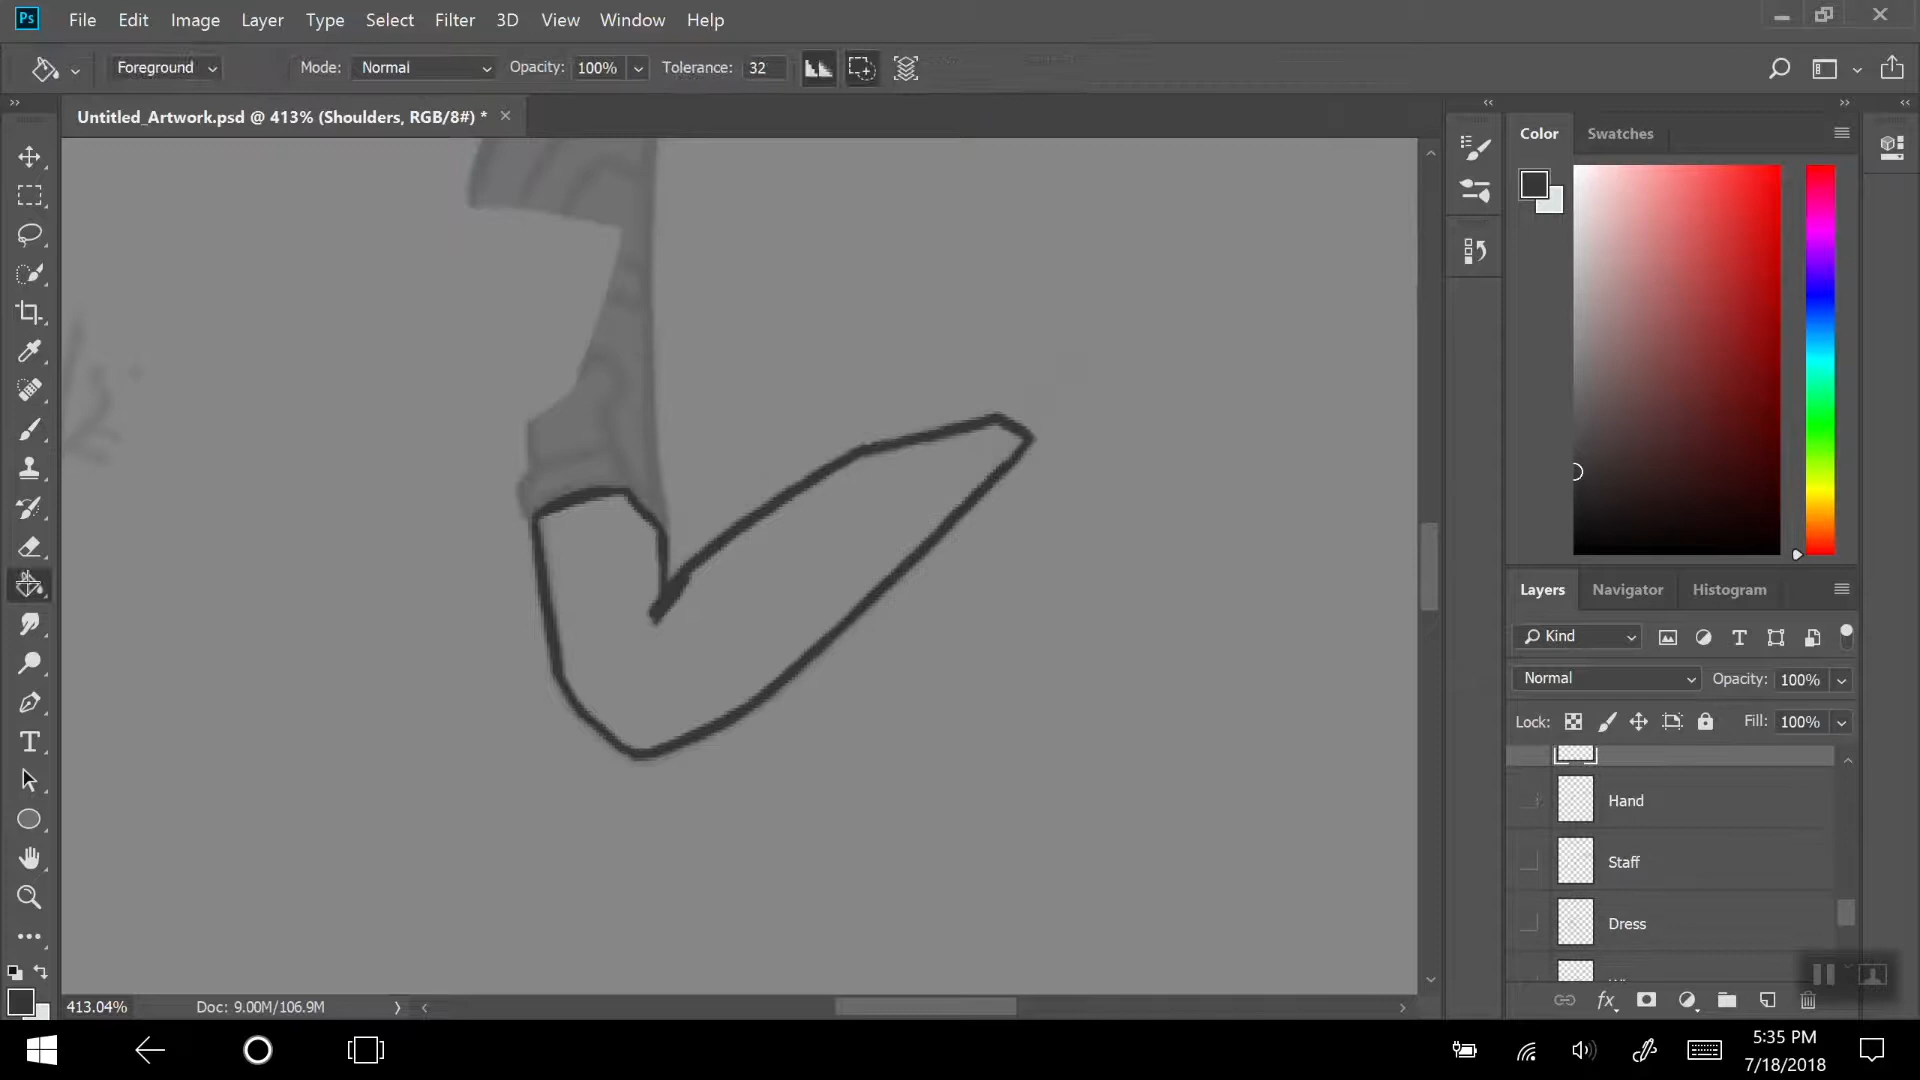 Ps File Edit Image Layer Type Select Filter 3D View Window Help
Foreground Mode: Normal Opacity: 100% Tolerance: 32
Untitled_Artwork.psd @ 413% (Shoulders, RGB/8#) *
Color Swatches
Layers Navigator Histogram
Kind
Normal Opacity: 100%
Lock: Fill: 100%
Hand
Staff
Dress
413.04% Doc: 9.00M/106.9M
5:35 PM
7/18/2018